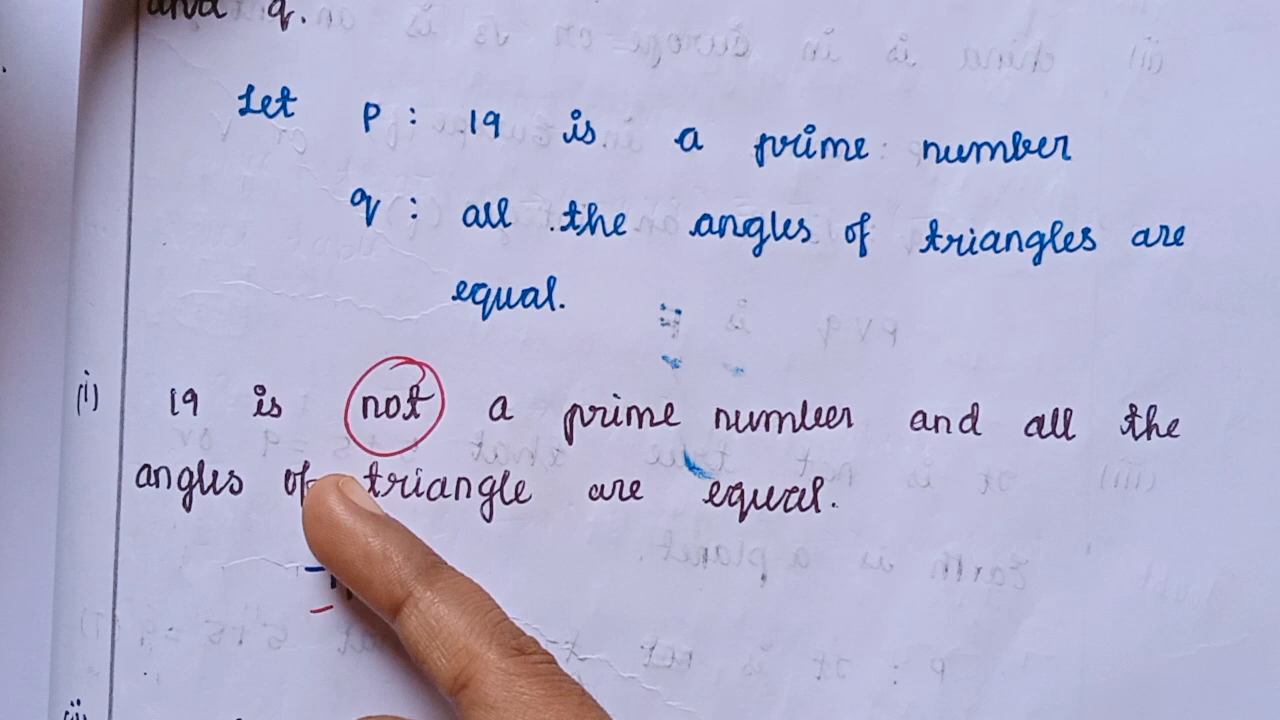 and q.
Let p : 19 is a prime number
q : all the angles of triangles are
equal.
(i) 19 is not a prime number and all the
angles of triangle are equal.